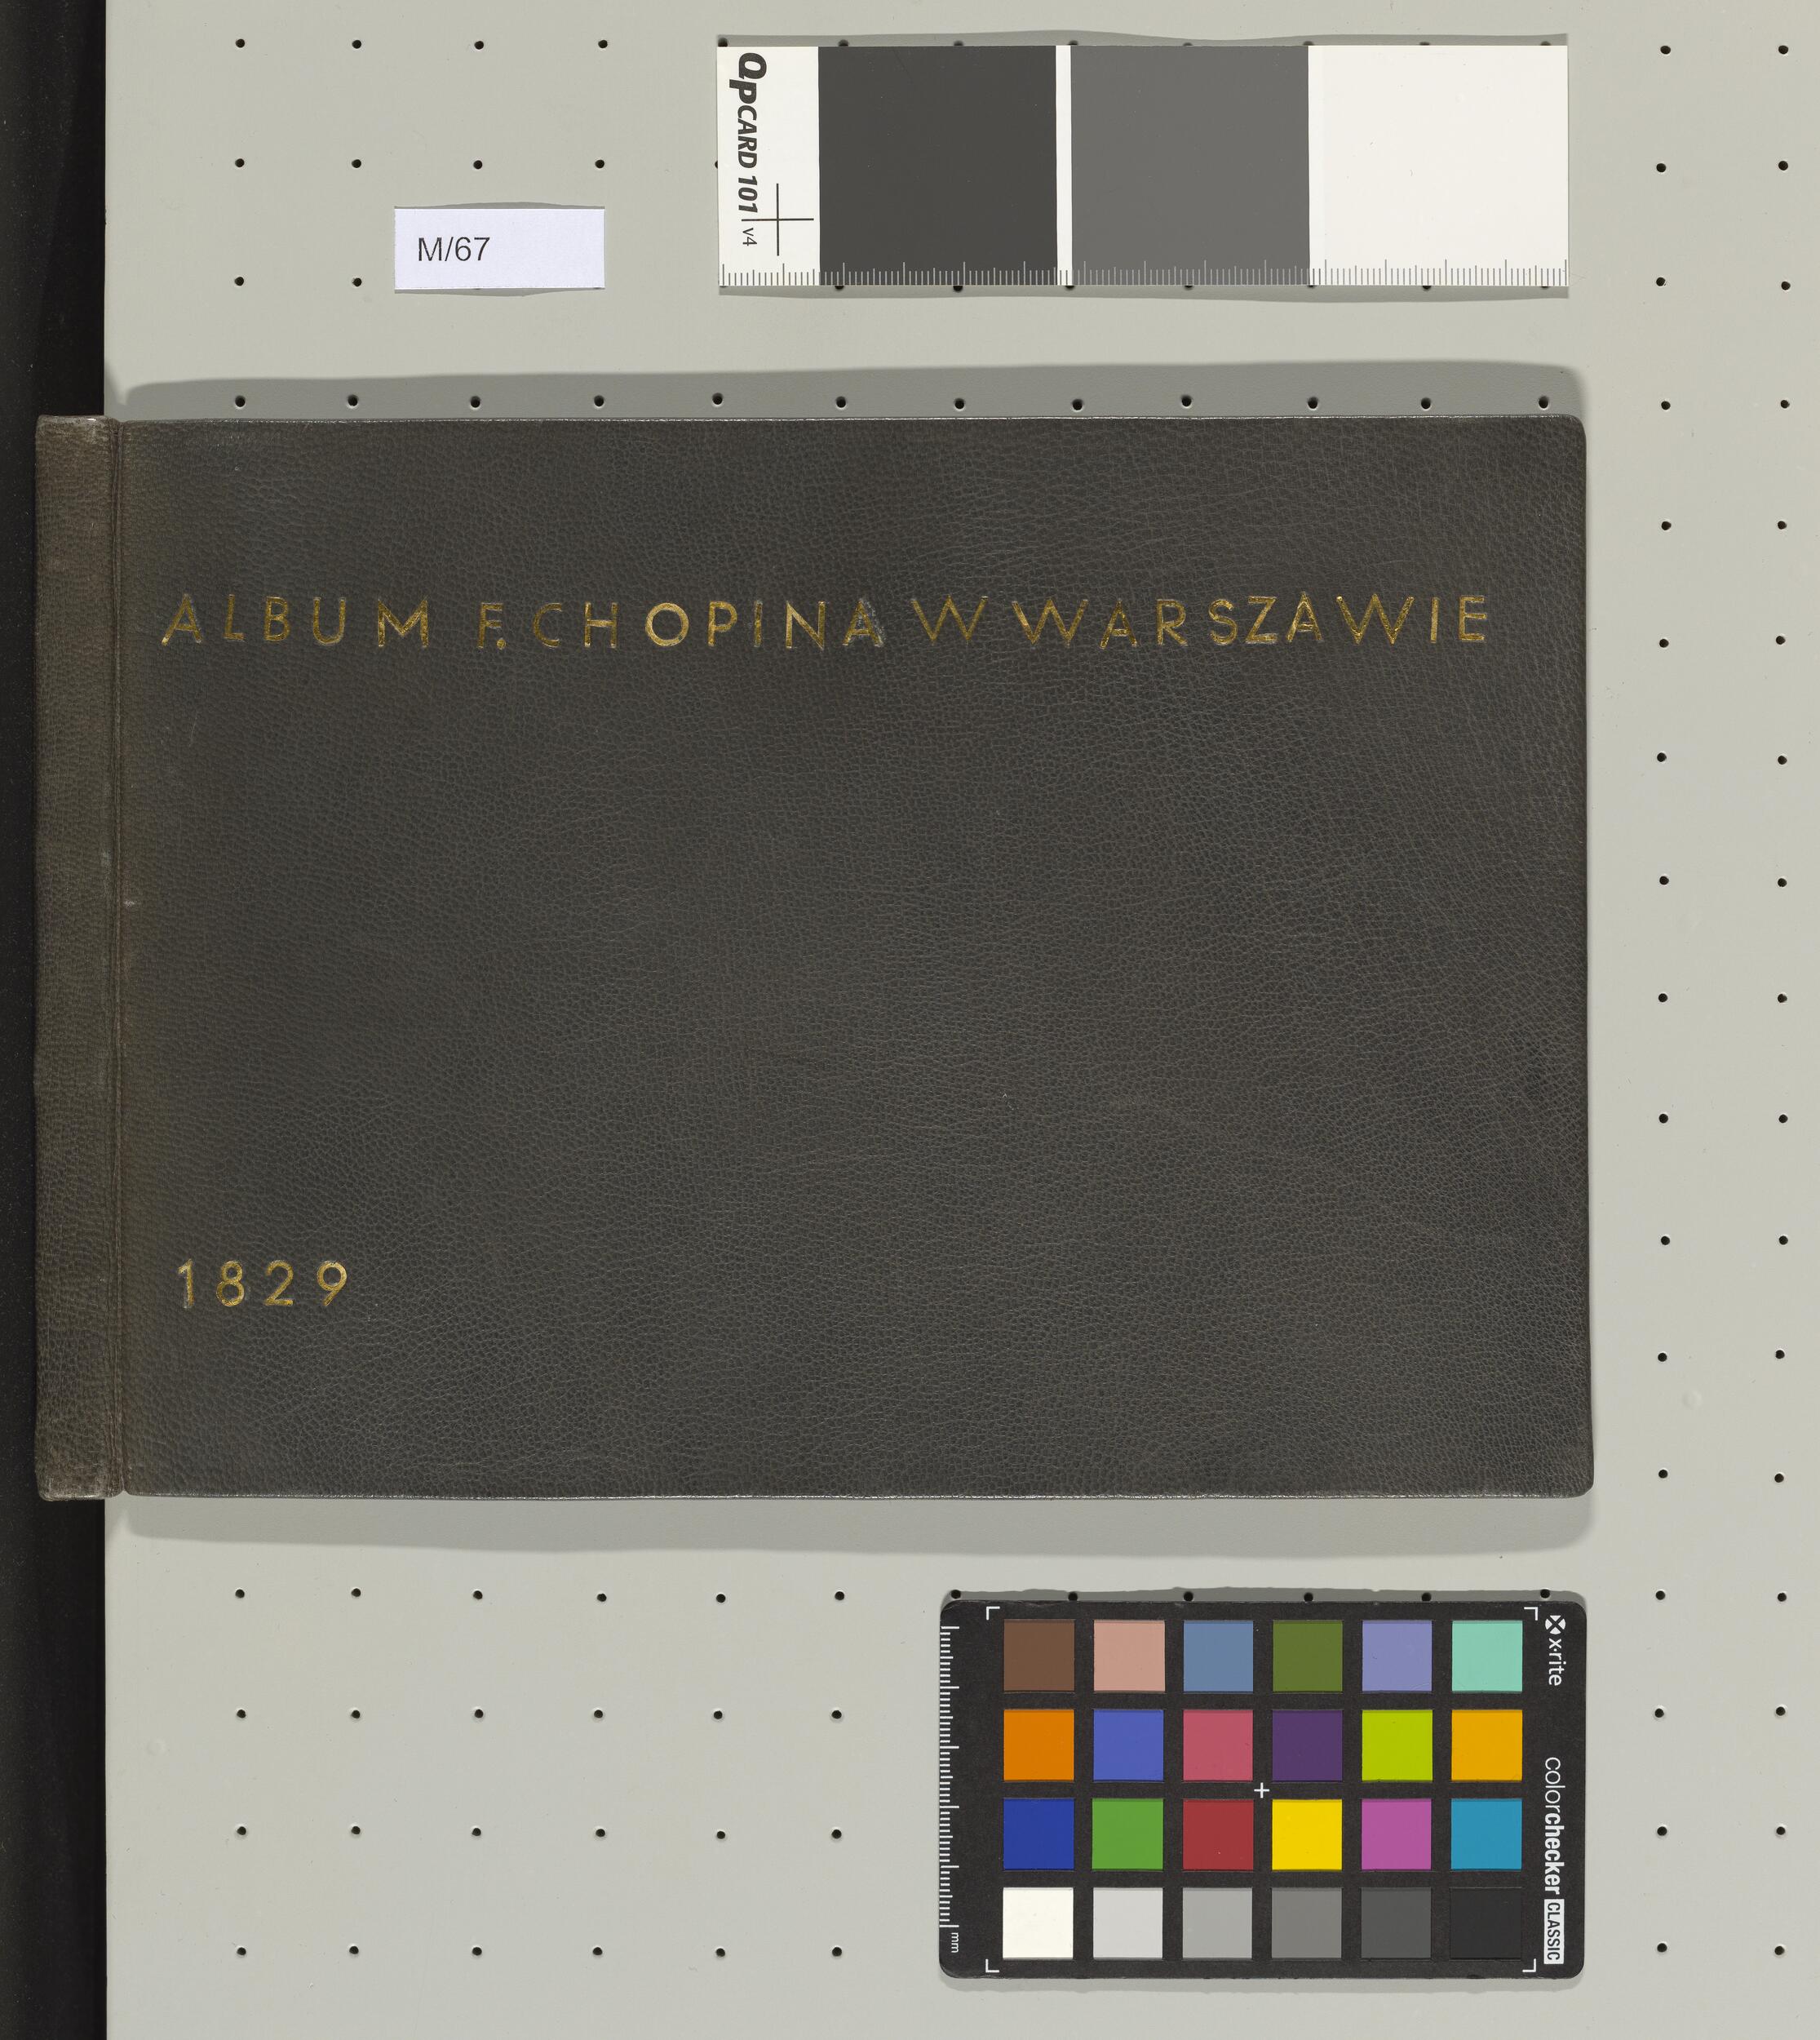 QPCARD 101 v4
M/67
ALBUM F. CHOPINA W WARSZAWIE
1829
x·rite
colorchecker CLASSIC
mm